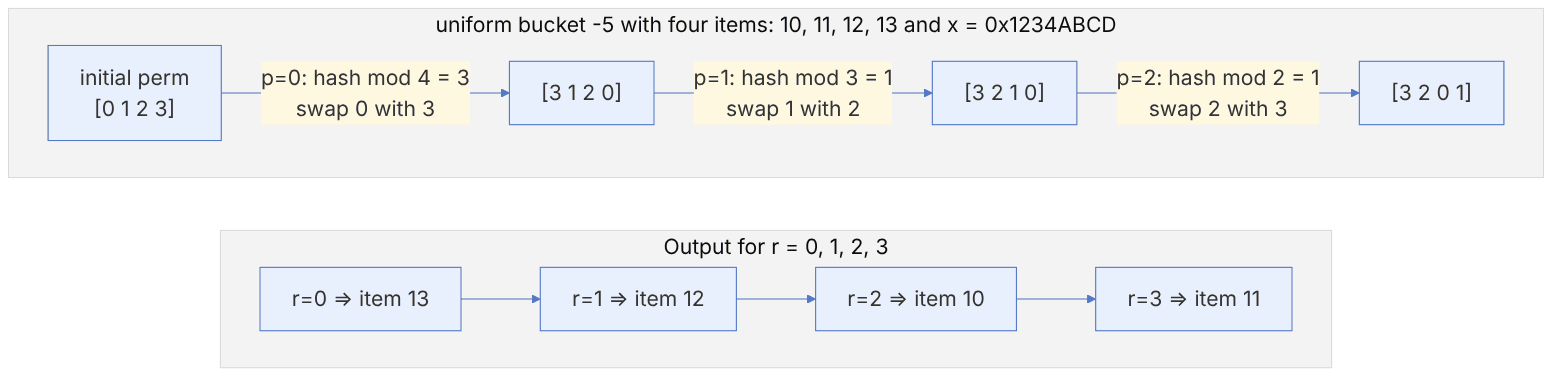 uniform bucket -5 with four items: 10, 11, 12, 13 and x = 0x1234ABCD
initial perm
[0 1 2 3]
p=0: hash mod 4 = 3
swap 0 with 3
[3 1 2 0]
p=1: hash mod 3 = 1
swap 1 with 2
[3 2 1 0]
p=2: hash mod 2 = 1
swap 2 with 3
[3 2 0 1]
Output for r = 0, 1, 2, 3
r=0 ⇒ item 13
r=1 ⇒ item 12
r=2 ⇒ item 10
r=3 ⇒ item 11